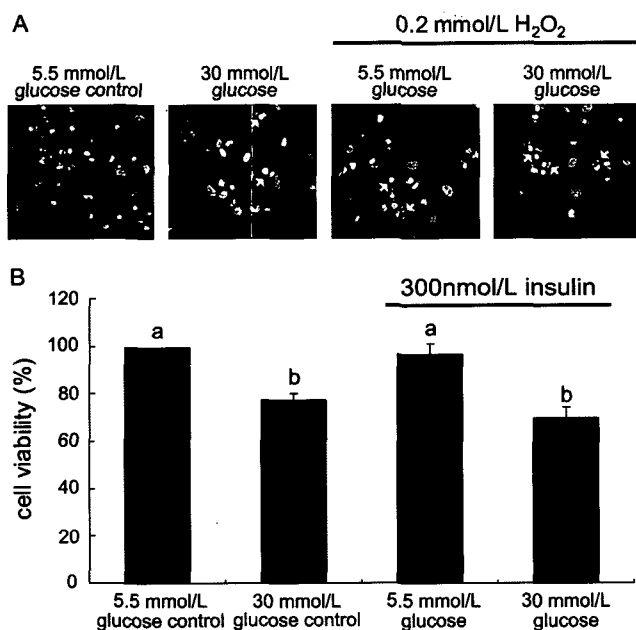 A
0.2 mmol/L H₂O₂
5.5 mmol/L glucose control
30 mmol/L glucose
5.5 mmol/L glucose
30 mmol/L glucose
B
300nmol/L insulin
cell viability (%)
120
100
80
60
40
20
0
a
b
a
b
5.5 mmol/L glucose control
30 mmol/L glucose control
5.5 mmol/L glucose
30 mmol/L glucose